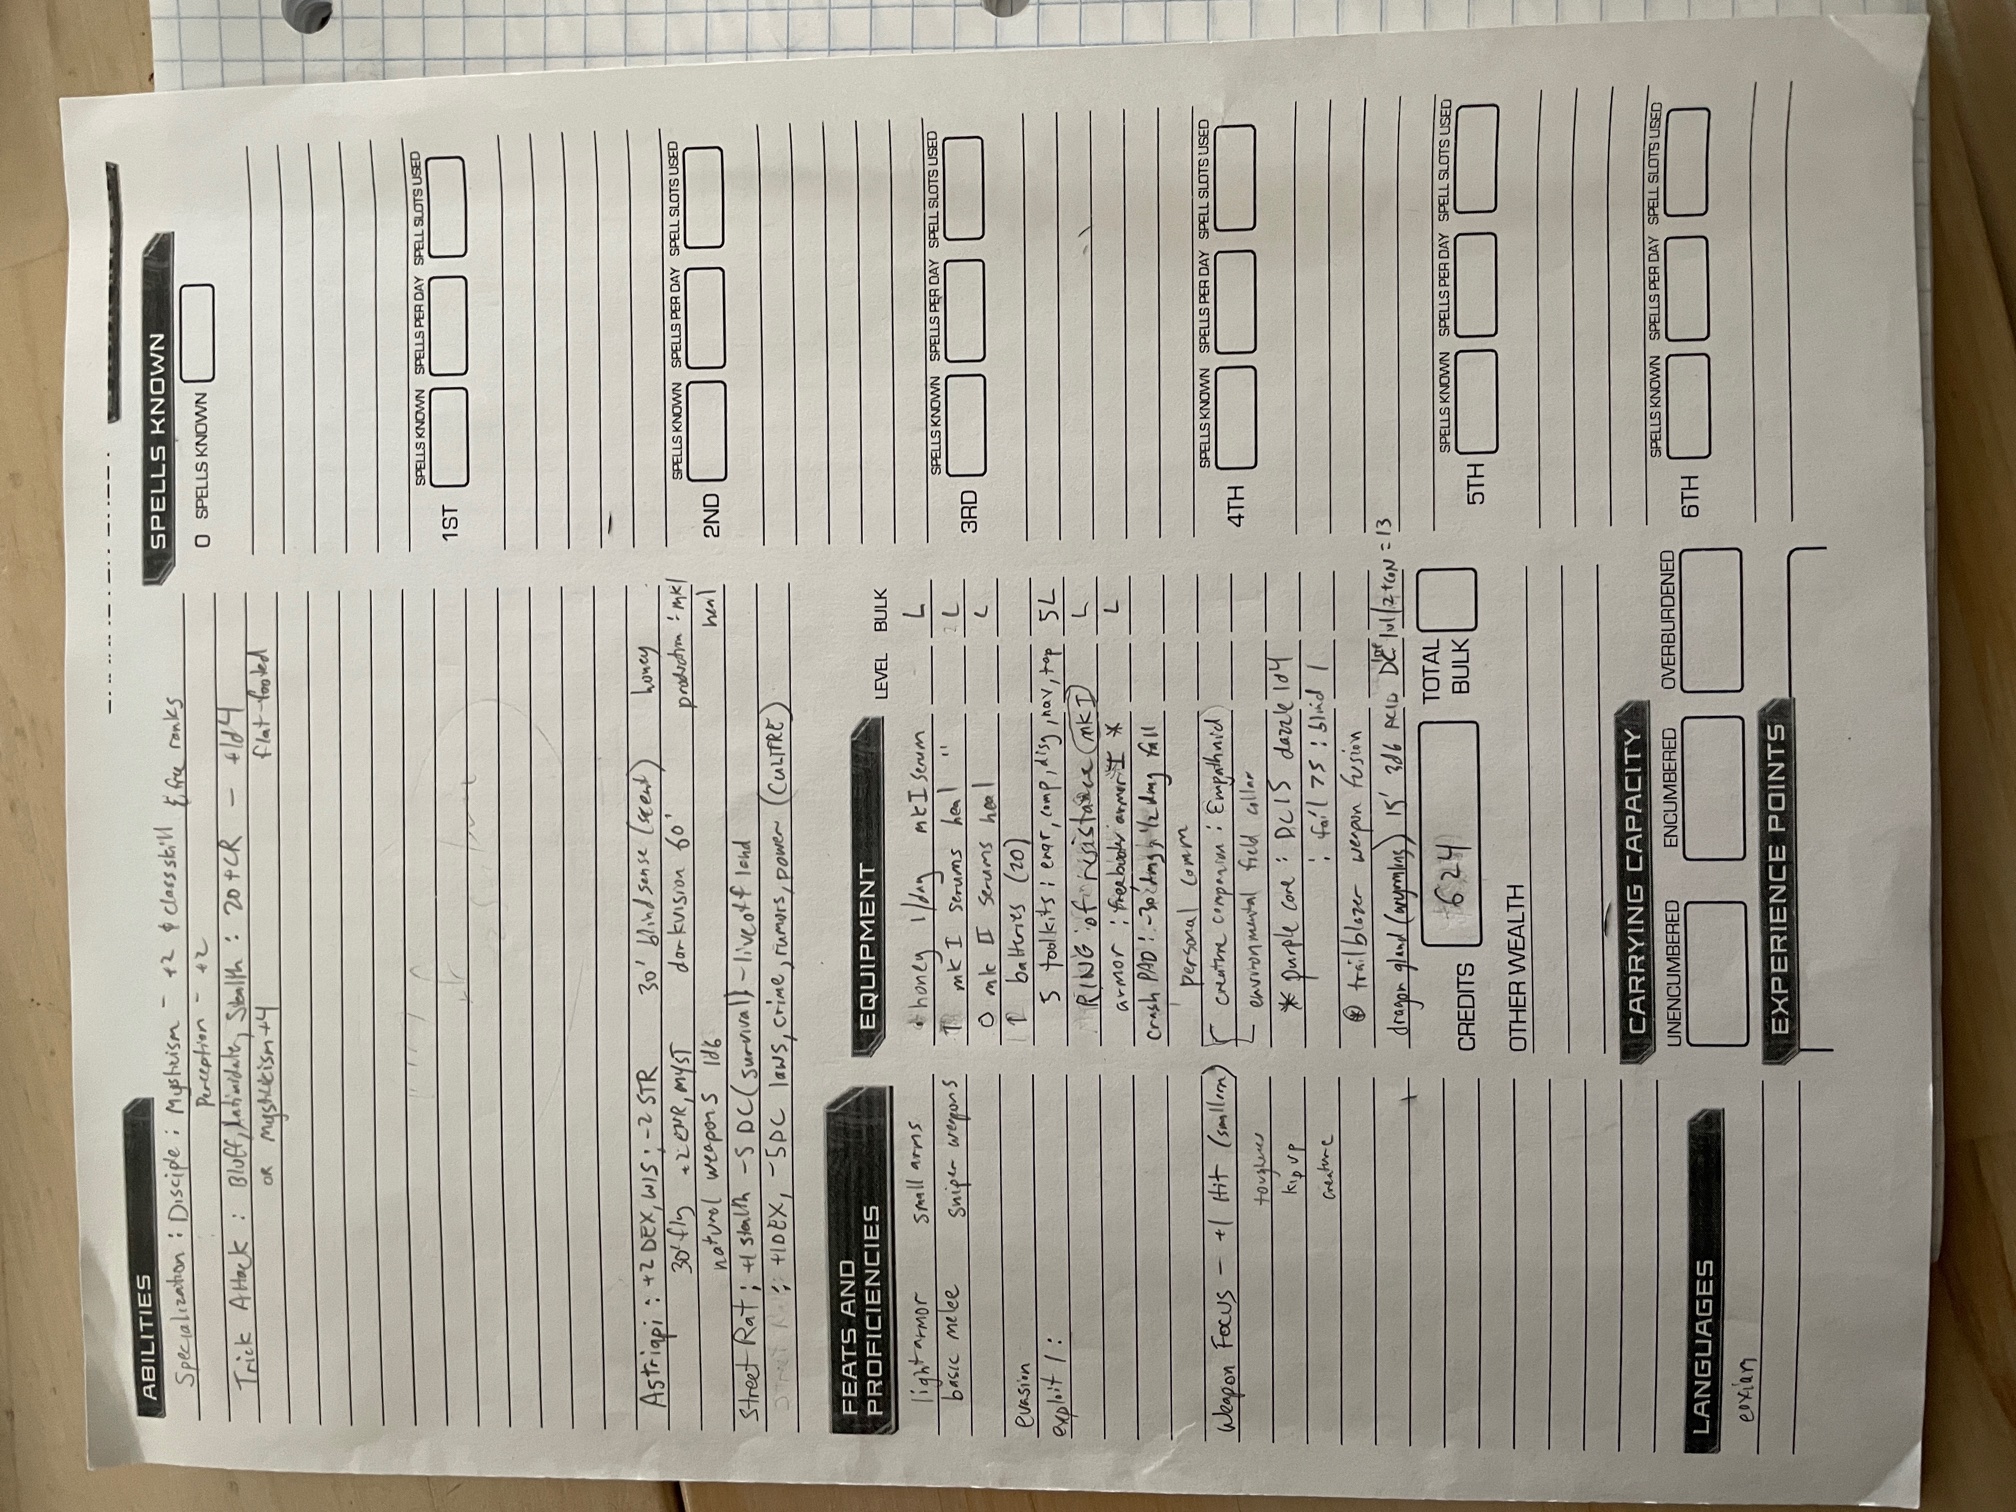 ABILITIES
Specialization : Disciple : Mysticism - +2 & class skill & free ranks
Perception - +2
Trick Attack : Bluff, Intimidate, Stealth : 20 + CR - +1d4
OR Mysticism +4 flat-footed
Astriapi : +2 DEX, WIS ; -2 STR 30' blindsense (scent) honey
30' fly +2 ENR, MYST darkvision 60' production : mk1
natural weapons 1d6 heal
Street Rat ; +1 stealth -5 DC (survival) - live off land
: +1 DEX, -5 DC laws, crime, rumors, power (CULTRE)
FEATS AND
PROFICIENCIES
light armor small arms
basic melee sniper weapons
evasion
exploit 1 :
Weapon Focus - +1 Hit (smallarm)
toughness
kip up
creature
LANGUAGES
eoxian
EQUIPMENT
LEVEL BULK
honey 1/day mk I serum L
1 mk I serums heal " L
0 mk II serums heal L
1 batteries (20)
5 toolkits : engr, comp, disg, nav, trap 5L
RING of resistance (mk I) L
armor : freebooter armor I * L
crash PAD : -30' dmg, 1/2 dmg fall
personal comm
creature companion : Empathnid
environmental field collar
* purple core : DC 15 dazzle 1d4
: fail >5 : blind 1
trailblazer weapon fusion
dragon gland (wyrmling) 15' 3d6 ACID DC lvl/2 + CON = 13
CREDITS 624
TOTAL
BULK
OTHER WEALTH
CARRYING CAPACITY
UNENCUMBERED ENCUMBERED OVERBURDENED
EXPERIENCE POINTS
SPELLS KNOWN
0 SPELLS KNOWN
SPELLS KNOWN SPELLS PER DAY SPELL SLOTS USED
1ST
SPELLS KNOWN SPELLS PER DAY SPELL SLOTS USED
2ND
SPELLS KNOWN SPELLS PER DAY SPELL SLOTS USED
3RD
SPELLS KNOWN SPELLS PER DAY SPELL SLOTS USED
4TH
SPELLS KNOWN SPELLS PER DAY SPELL SLOTS USED
5TH
SPELLS KNOWN SPELLS PER DAY SPELL SLOTS USED
6TH